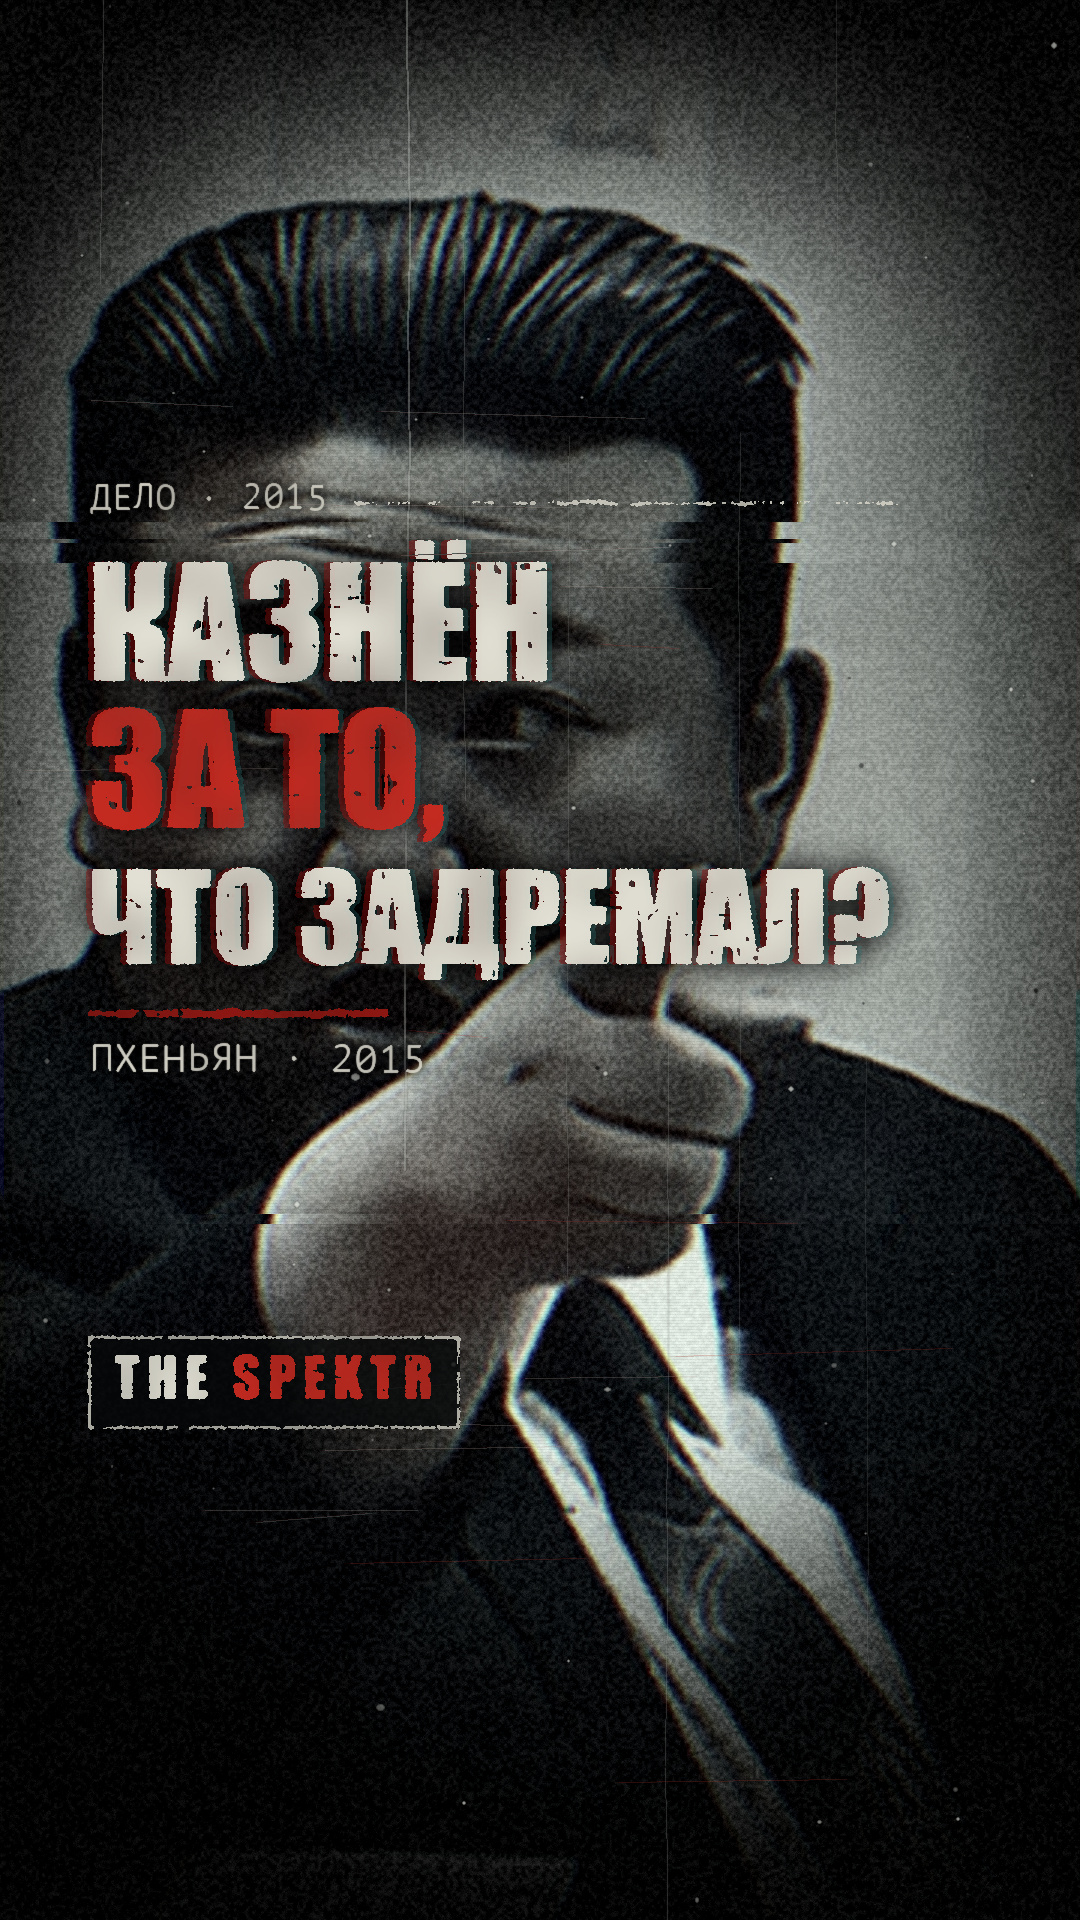 ДЕЛО · 2015
КАЗНЁН
ЗА ТО,
ЧТО ЗАДРЕМАЛ?
ПХЕНЬЯН · 2015
THE SPEKTR